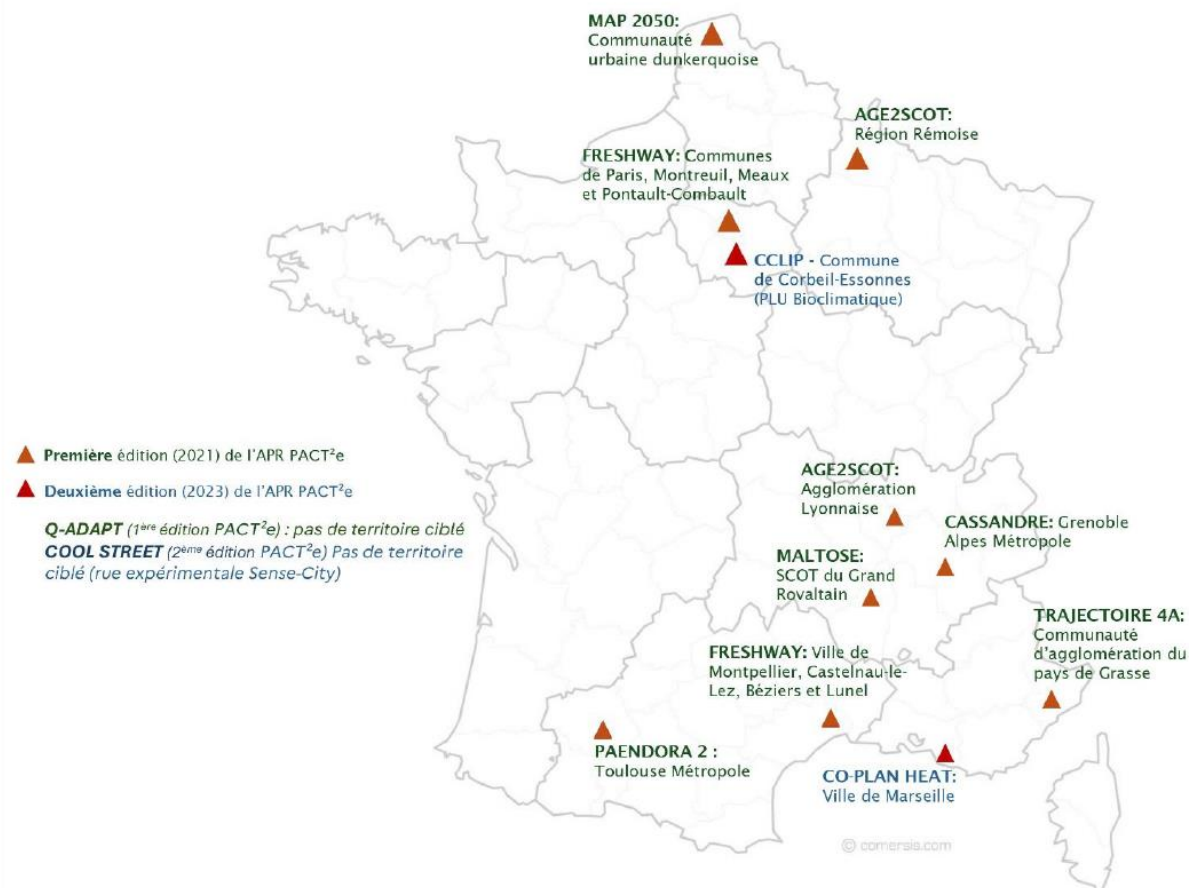 MAP 2050:
Communauté
urbaine dunkerquoise
AGE2SCOT:
Région Rémoise
FRESHWAY: Communes
de Paris, Montreuil, Meaux
et Pontault-Combault
CCLIP - Commune
de Corbeil-Essonnes
(PLU Bioclimatique)
Première édition (2021) de l'APR PACT²e
Deuxième édition (2023) de l'APR PACT²e
Q-ADAPT (1ère édition PACT²e) : pas de territoire ciblé
COOL STREET (2ème édition PACT²e) Pas de territoire
ciblé (rue expérimentale Sense-City)
AGE2SCOT:
Agglomération
Lyonnaise
CASSANDRE: Grenoble
Alpes Métropole
MALTOSE:
SCOT du Grand
Rovaltain
TRAJECTOIRE 4A:
Communauté
d'agglomération du
pays de Grasse
FRESHWAY: Ville de
Montpellier, Castelnau-le-
Lez, Béziers et Lunel
PAENDORA 2 :
Toulouse Métropole
CO-PLAN HEAT:
Ville de Marseille
© comersis.com